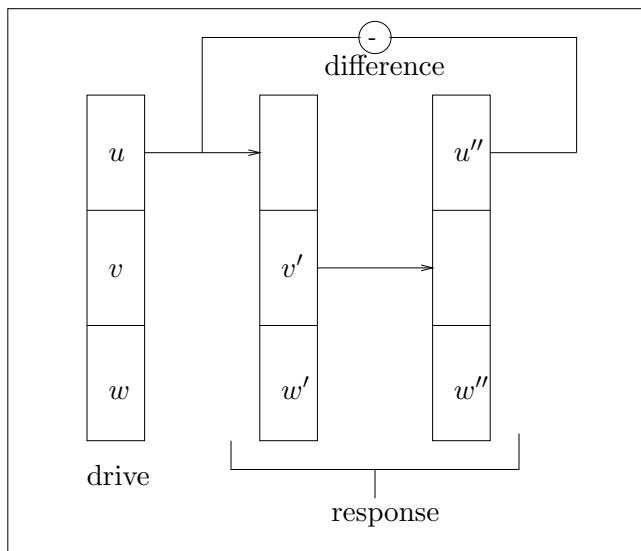 -
difference
u u′′
v v′
w w′ w′′
drive
response